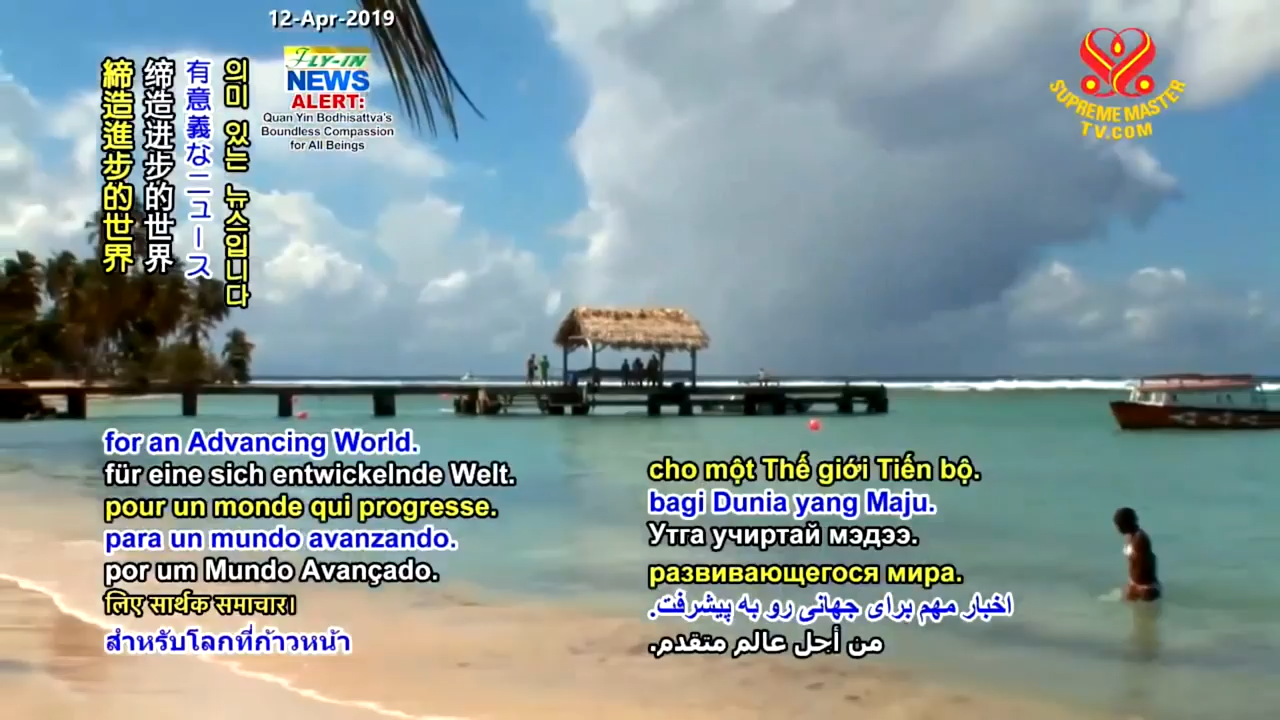 12-Apr-2019
FLY-IN
NEWS
ALERT:
Quan Yin Bodhisattva's
Boundless Compassion
for All Beings
SUPREME MASTER
TV.COM
締造進步的世界
缔造进步的世界
有意義なニュース
의미 있는 뉴스입니다
for an Advancing World.
für eine sich entwickelnde Welt.
pour un monde qui progresse.
para un mundo avanzando.
por um Mundo Avançado.
लिए सार्थक समाचार।
สำหรับโลกที่ก้าวหน้า
cho một Thế giới Tiến bộ.
bagi Dunia yang Maju.
Утга учиртай мэдээ.
развивающегося мира.
اخبار مهم برای جهانی رو به پیشرفت.
من أجل عالم متقدم.